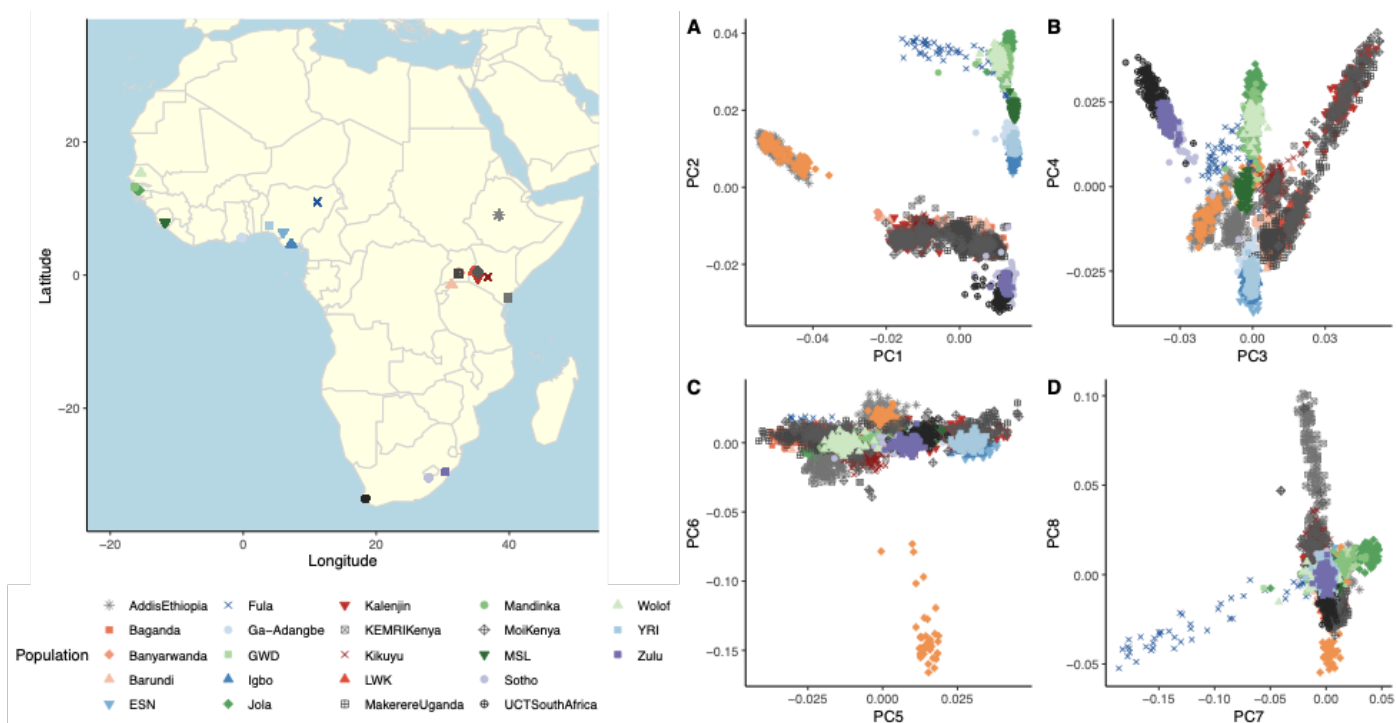 20
0
−20
Latitude
−20
0
20
40
Longitude
A
0.04
0.02
0.00
−0.02
PC2
−0.04
−0.02
0.00
PC1
B
0.025
0.000
−0.025
PC4
−0.03
0.00
0.03
PC3
C
0.00
−0.05
−0.10
−0.15
PC6
−0.025
0.000
0.025
PC5
D
0.10
0.05
0.00
−0.05
PC8
−0.15
−0.10
−0.05
0.00
0.05
PC7
Population
AddisEthiopia Fula Kalenjin Mandinka Wolof
Baganda Ga−Adangbe KEMRIKenya MoiKenya YRI
Banyarwanda GWD Kikuyu MSL Zulu
Barundi Igbo LWK Sotho
ESN Jola MakerereUganda UCTSouthAfrica